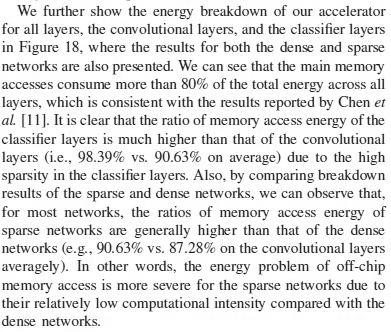 We further show the energy breakdown of our accelerator
for all layers, the convolutional layers, and the classifier layers
in Figure 18, where the results for both the dense and sparse
networks are also presented. We can see that the main memory
accesses consume more than 80% of the total energy across all
layers, which is consistent with the results reported by Chen et
al. [11]. It is clear that the ratio of memory access energy of the
classifier layers is much higher than that of the convolutional
layers (i.e., 98.39% vs. 90.63% on average) due to the high
sparsity in the classifier layers. Also, by comparing breakdown
results of the sparse and dense networks, we can observe that,
for most networks, the ratios of memory access energy of
sparse networks are generally higher than that of the dense
networks (e.g., 90.63% vs. 87.28% on the convolutional layers
averagely). In other words, the energy problem of off-chip
memory access is more severe for the sparse networks due to
their relatively low computational intensity compared with the
dense networks.